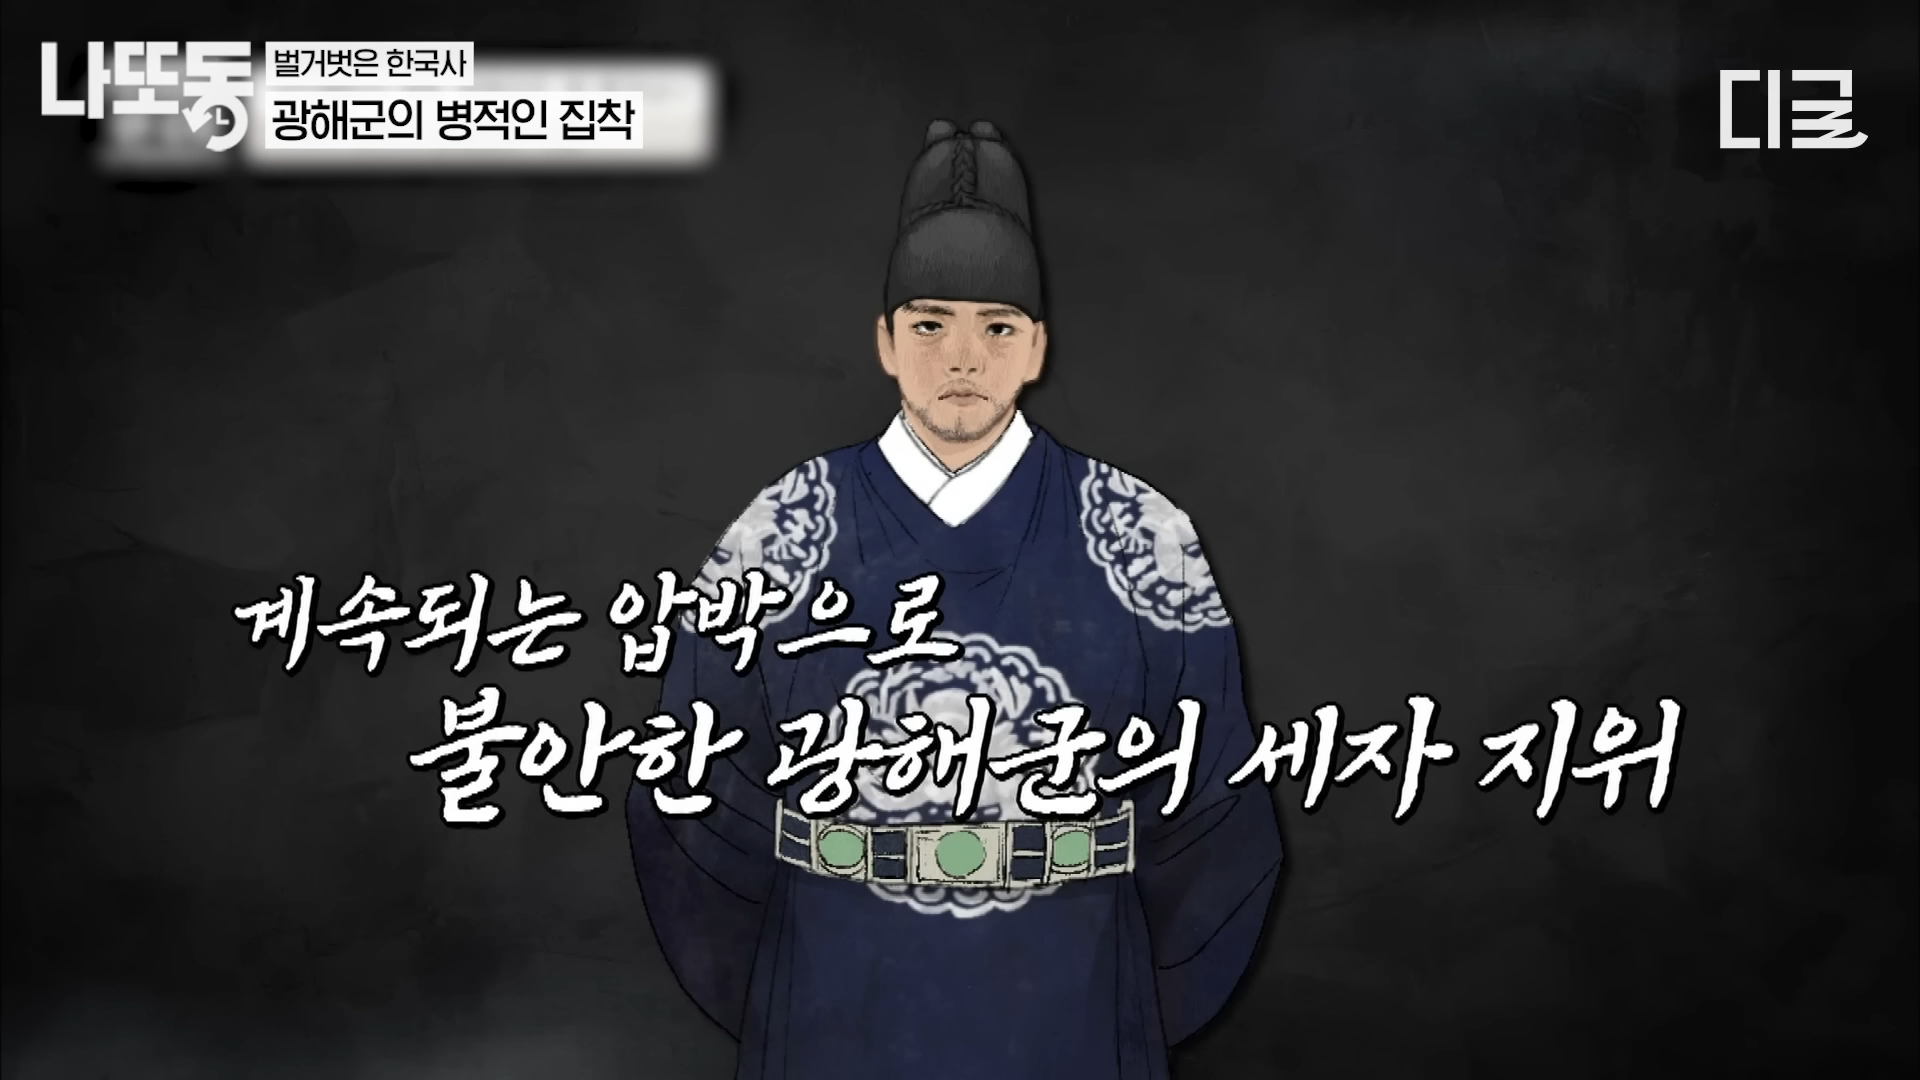 나또동
벌거벗은 한국사
광해군의 병적인 집착
디글
계속되는 압박으로
불안한 광해군의 세자 지위